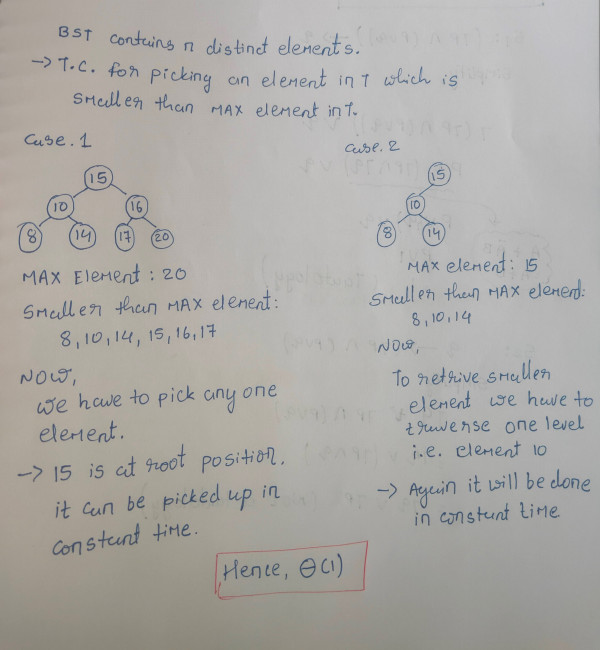 BST contains n distinct elements.
→ T.C. for picking an element in T which is
smaller than MAX element in T.
Case. 1
15
10 16
8 14 17 20
MAX Element : 20
Smaller than MAX element:
8, 10, 14, 15, 16, 17
NOW,
we have to pick any one
element.
→ 15 is at root position.
it can be picked up in
constant time.
Case. 2
15
10
8 14
MAX element: 15
Smaller than MAX element:
8, 10, 14
NOW,
To retrive smaller
element we have to
traverse one level
i.e. element 10
→ Again it will be done
in constant time
Hence, Θ(1)